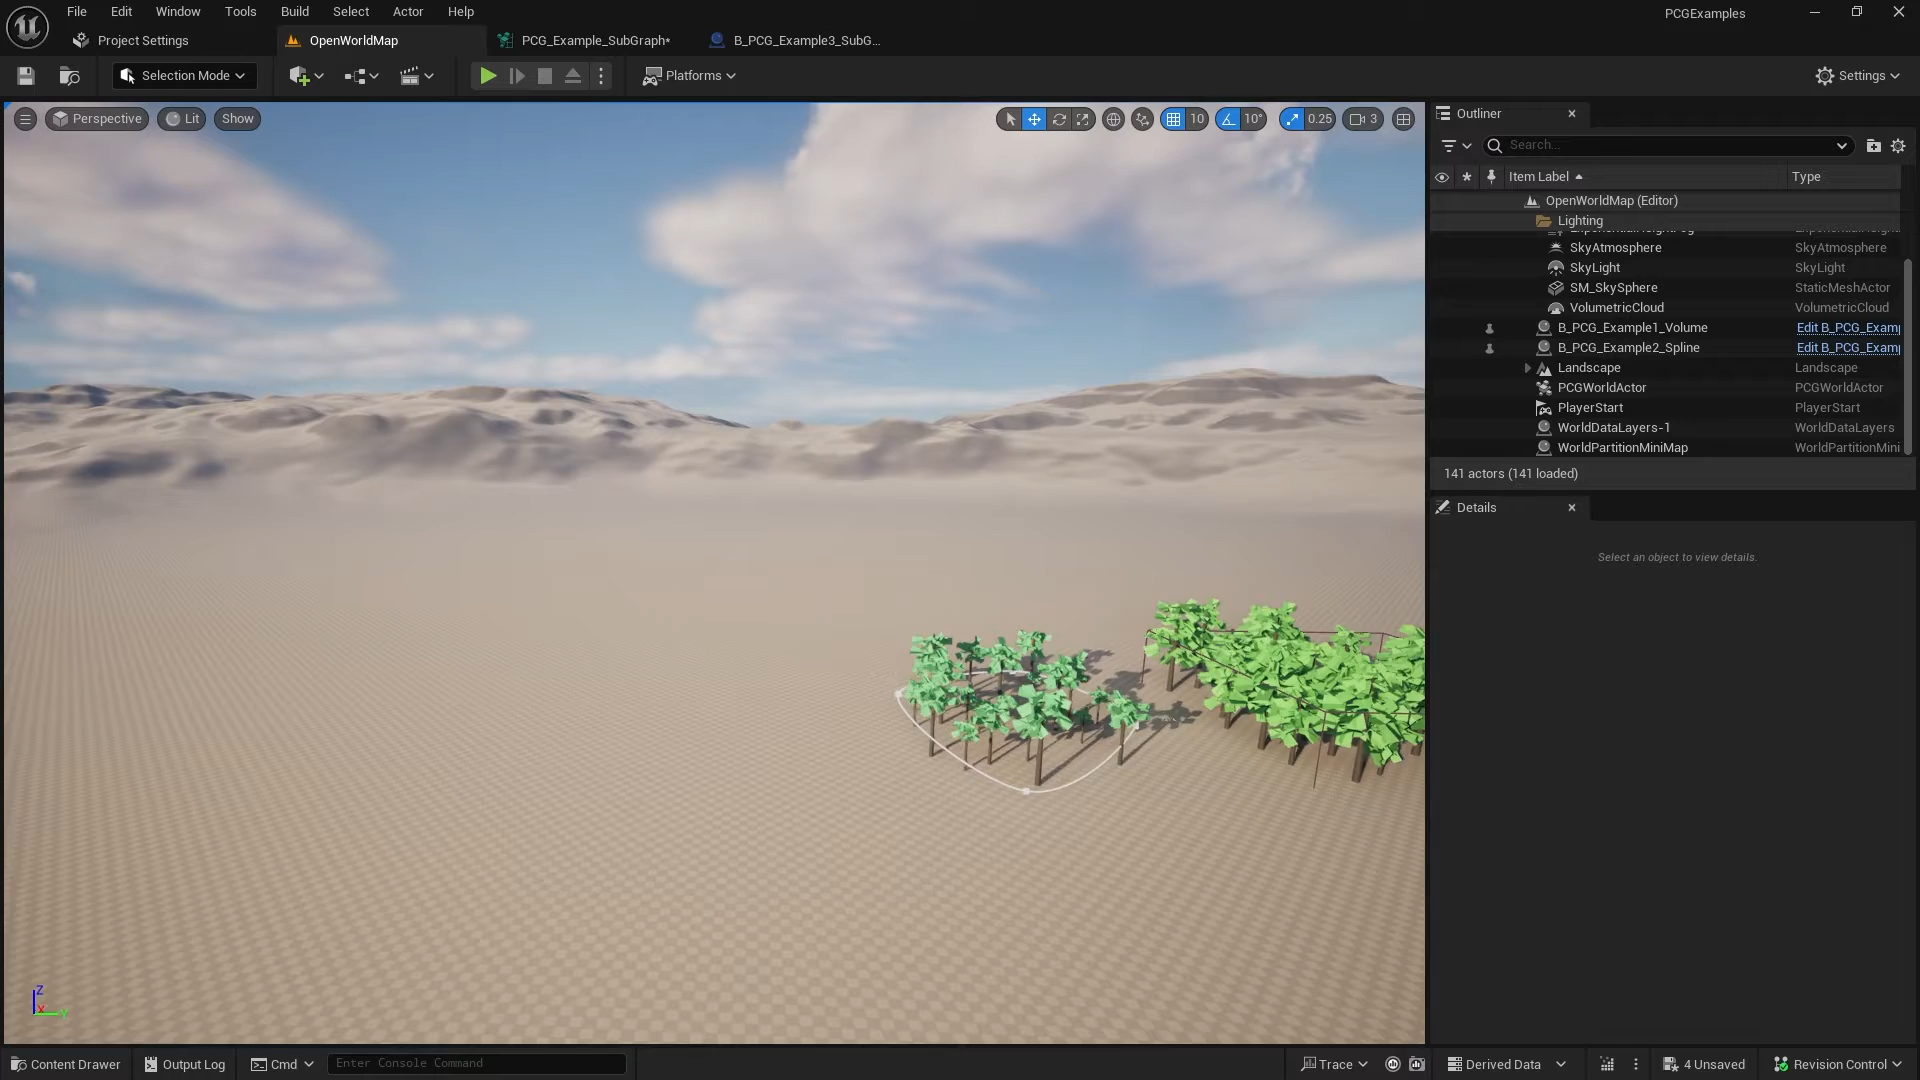 File Edit Window Tools Build Select Actor Help
PCGExamples
Project Settings
OpenWorldMap
PCG_Example_SubGraph*
B_PCG_Example3_SubG...
Selection Mode
Platforms
Settings
Perspective
Lit
Show
10
10°
0.25
3
Outliner
Search...
Item Label
Type
OpenWorldMap (Editor)
Lighting
SkyAtmosphere SkyAtmosphere
SkyLight SkyLight
SM_SkySphere StaticMeshActor
VolumetricCloud VolumetricCloud
B_PCG_Example1_Volume Edit B_PCG_Exam
B_PCG_Example2_Spline Edit B_PCG_Exam
Landscape Landscape
PCGWorldActor PCGWorldActor
PlayerStart PlayerStart
WorldDataLayers-1 WorldDataLayers
WorldPartitionMiniMap WorldPartitionMini
141 actors (141 loaded)
Details
Select an object to view details.
Z
X
Y
Content Drawer
Output Log
Cmd
Enter Console Command
Trace
Derived Data
4 Unsaved
Revision Control